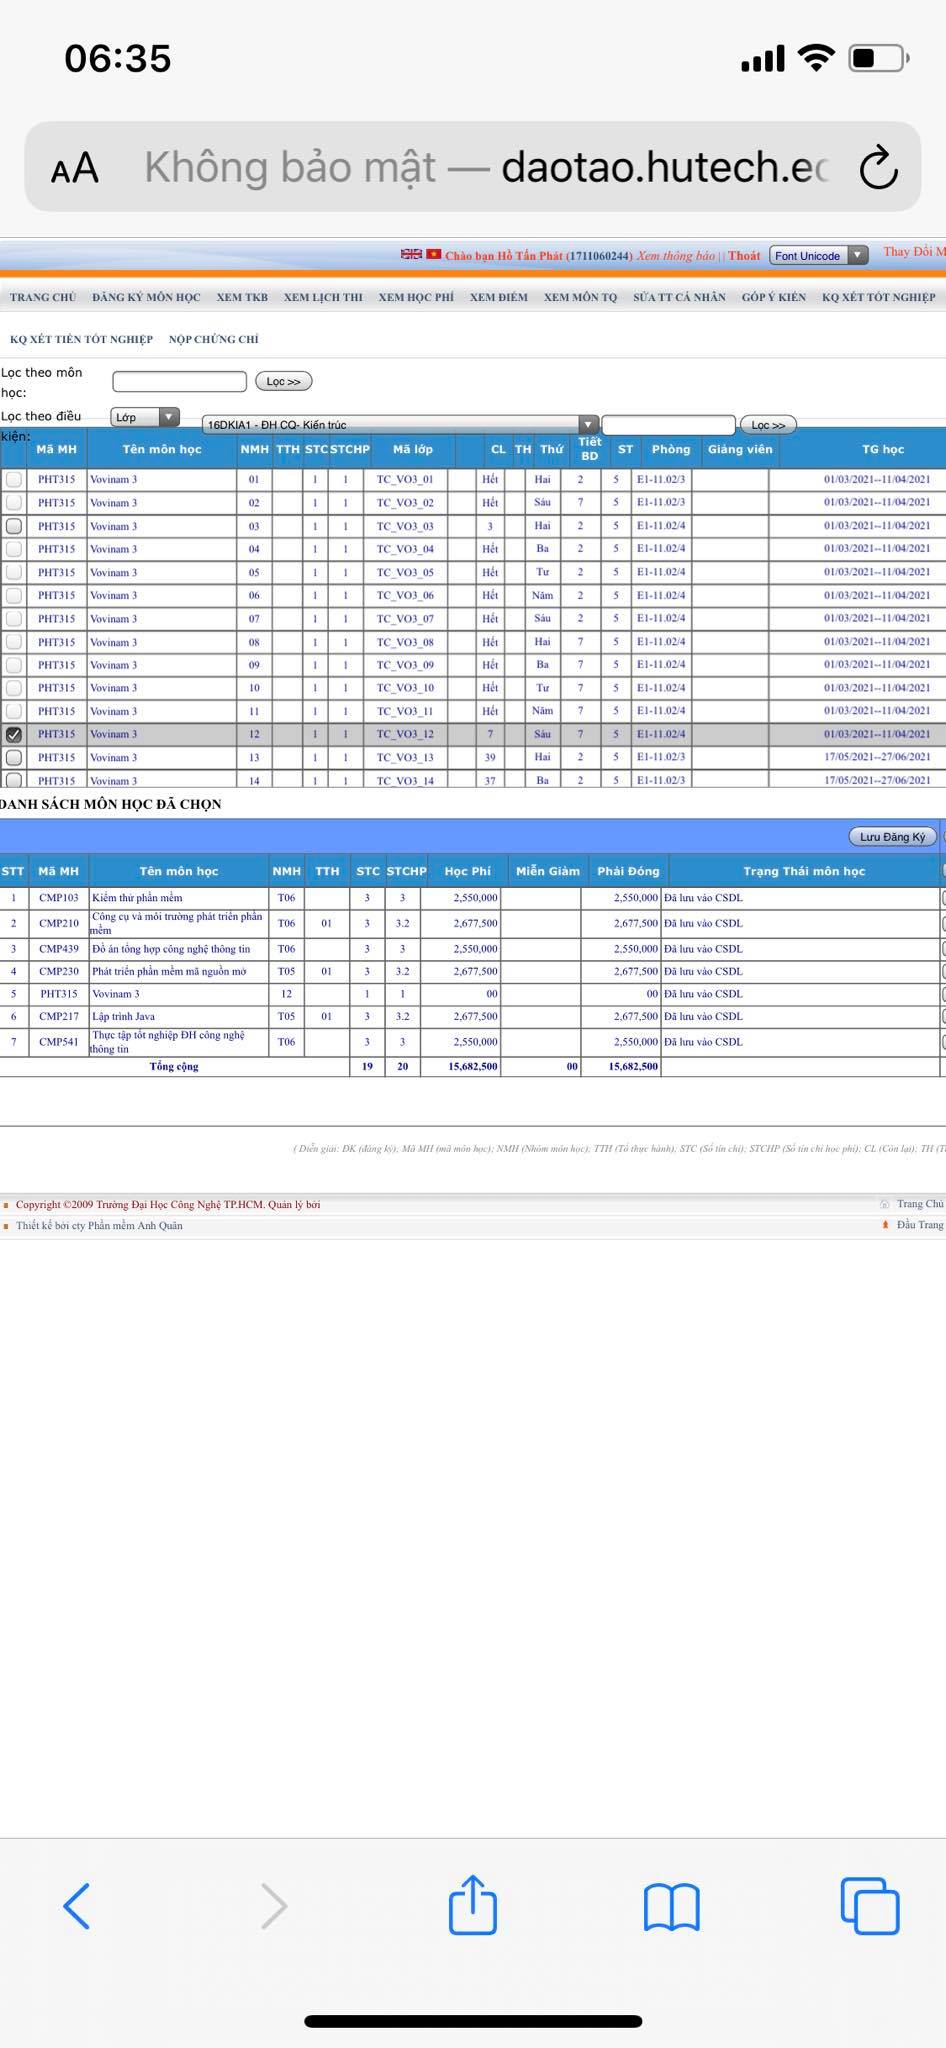 06:35
AA Không bảo mật — daotao.hutech.ec
Chào bạn Hồ Tấn Phát (1711060244) Xem thông báo || Thoát Font Unicode Thay Đổi M
TRANG CHỦ ĐĂNG KÝ MÔN HỌC XEM TKB XEM LỊCH THI XEM HỌC PHÍ XEM ĐIỂM XEM MÔN TQ SỬA TT CÁ NHÂN GÓP Ý KIẾN KQ XÉT TỐT NGHIỆP
KQ XÉT TIỀN TỐT NGHIỆP NỘP CHỨNG CHỈ
Lọc theo môn học: Lọc >>
Lọc theo điều kiện: Lớp 16DKIA1 - ĐH CQ- Kiến trúc Lọc >>
Mã MH Tên môn học NMH TTH STC STCHP Mã lớp CL TH Thứ Tiết BD ST Phòng Giảng viên TG học
PHT315 Vovinam 3 01 1 1 TC_VO3_01 Hết Hai 2 5 E1-11.02/3 01/03/2021--11/04/2021
PHT315 Vovinam 3 02 1 1 TC_VO3_02 Hết Sáu 7 5 E1-11.02/3 01/03/2021--11/04/2021
PHT315 Vovinam 3 03 1 1 TC_VO3_03 3 Hai 2 5 E1-11.02/4 01/03/2021--11/04/2021
PHT315 Vovinam 3 04 1 1 TC_VO3_04 Hết Ba 2 5 E1-11.02/4 01/03/2021--11/04/2021
PHT315 Vovinam 3 05 1 1 TC_VO3_05 Hết Tư 2 5 E1-11.02/4 01/03/2021--11/04/2021
PHT315 Vovinam 3 06 1 1 TC_VO3_06 Hết Năm 2 5 E1-11.02/4 01/03/2021--11/04/2021
PHT315 Vovinam 3 07 1 1 TC_VO3_07 Hết Sáu 2 5 E1-11.02/4 01/03/2021--11/04/2021
PHT315 Vovinam 3 08 1 1 TC_VO3_08 Hết Hai 7 5 E1-11.02/4 01/03/2021--11/04/2021
PHT315 Vovinam 3 09 1 1 TC_VO3_09 Hết Ba 7 5 E1-11.02/4 01/03/2021--11/04/2021
PHT315 Vovinam 3 10 1 1 TC_VO3_10 Hết Tư 7 5 E1-11.02/4 01/03/2021--11/04/2021
PHT315 Vovinam 3 11 1 1 TC_VO3_11 Hết Năm 7 5 E1-11.02/4 01/03/2021--11/04/2021
PHT315 Vovinam 3 12 1 1 TC_VO3_12 7 Sáu 7 5 E1-11.02/4 01/03/2021--11/04/2021
PHT315 Vovinam 3 13 1 1 TC_VO3_13 39 Hai 2 5 E1-11.02/3 17/05/2021--27/06/2021
PHT315 Vovinam 3 14 1 1 TC_VO3_14 37 Ba 2 5 E1-11.02/3 17/05/2021--27/06/2021
DANH SÁCH MÔN HỌC ĐÃ CHỌN
Lưu Đăng Ký
STT Mã MH Tên môn học NMH TTH STC STCHP Học Phí Miễn Giảm Phải Đóng Trạng Thái môn học
1 CMP103 Kiểm thử phần mềm T06 3 3 2,550,000 2,550,000 Đã lưu vào CSDL
2 CMP210 Công cụ và môi trường phát triển phần mềm T06 01 3 3.2 2,677,500 2,677,500 Đã lưu vào CSDL
3 CMP439 Đồ án tổng hợp công nghệ thông tin T06 3 3 2,550,000 2,550,000 Đã lưu vào CSDL
4 CMP230 Phát triển phần mềm mã nguồn mở T05 01 3 3.2 2,677,500 2,677,500 Đã lưu vào CSDL
5 PHT315 Vovinam 3 12 1 1 00 00 Đã lưu vào CSDL
6 CMP217 Lập trình Java T05 01 3 3.2 2,677,500 2,677,500 Đã lưu vào CSDL
7 CMP541 Thực tập tốt nghiệp ĐH công nghệ thông tin T06 3 3 2,550,000 2,550,000 Đã lưu vào CSDL
Tổng cộng 19 20 15,682,500 00 15,682,500
( Diễn giải: ĐK (đăng ký); Mã MH (mã môn học); NMH (Nhóm môn học); TTH (Tổ thực hành); STC (Số tín chỉ); STCHP (Số tín chỉ học phí); CL (Còn lại); TH (T
Copyright ©2009 Trường Đại Học Công Nghệ TP.HCM. Quản lý bởi Trang Chủ
Thiết kế bởi cty Phần mềm Anh Quân Đầu Trang